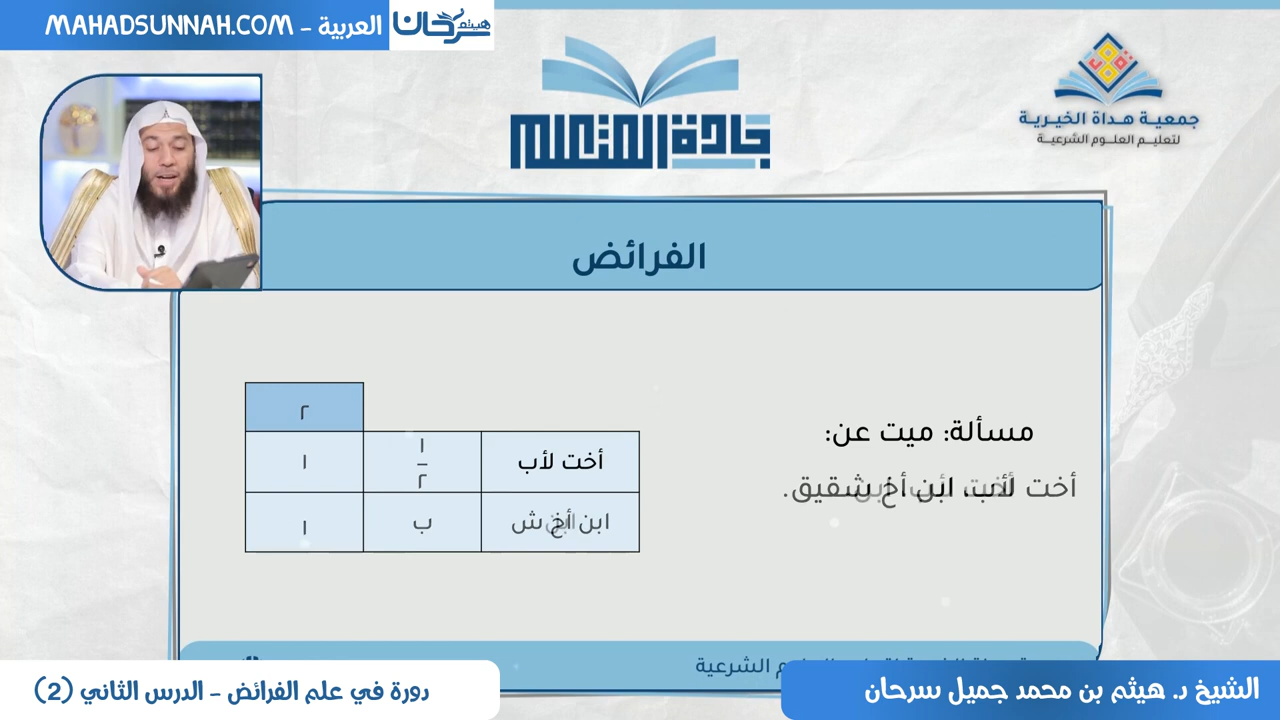 MAHADSUNNAH.COM – العربية
هيثم سرحان
جادة المتعلم
جمعية هداة الخيرية
لتعليم العلوم الشرعية
الفرائض
مسألة: ميت عن:
أخت لأب، ابن أخ شقيق.
٢
أخت لأب ١/٢ ١
ابن أخ ش ب ١
الشرعية
الشيخ د. هيثم بن محمد جميل سرحان
دورة في علم الفرائض – الدرس الثاني (2)